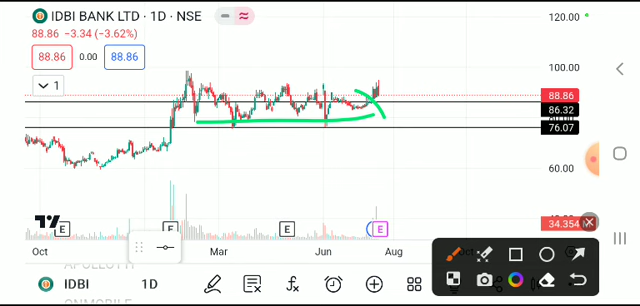 IDBI BANK LTD · 1D · NSE
88.86 −3.34 (−3.62%)
88.86 0.00 88.86
1
120.00
100.00
88.86
86.32
76.07
60.00
34.354
E E E E
Oct Mar Jun Aug
IDBI 1D